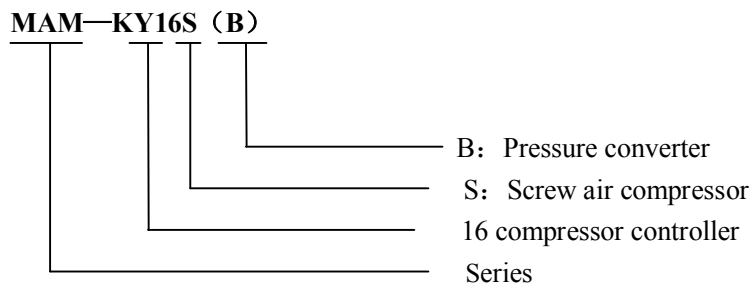 MAM—KY16S（B）
B：Pressure converter
S：Screw air compressor
16 compressor controller
Series